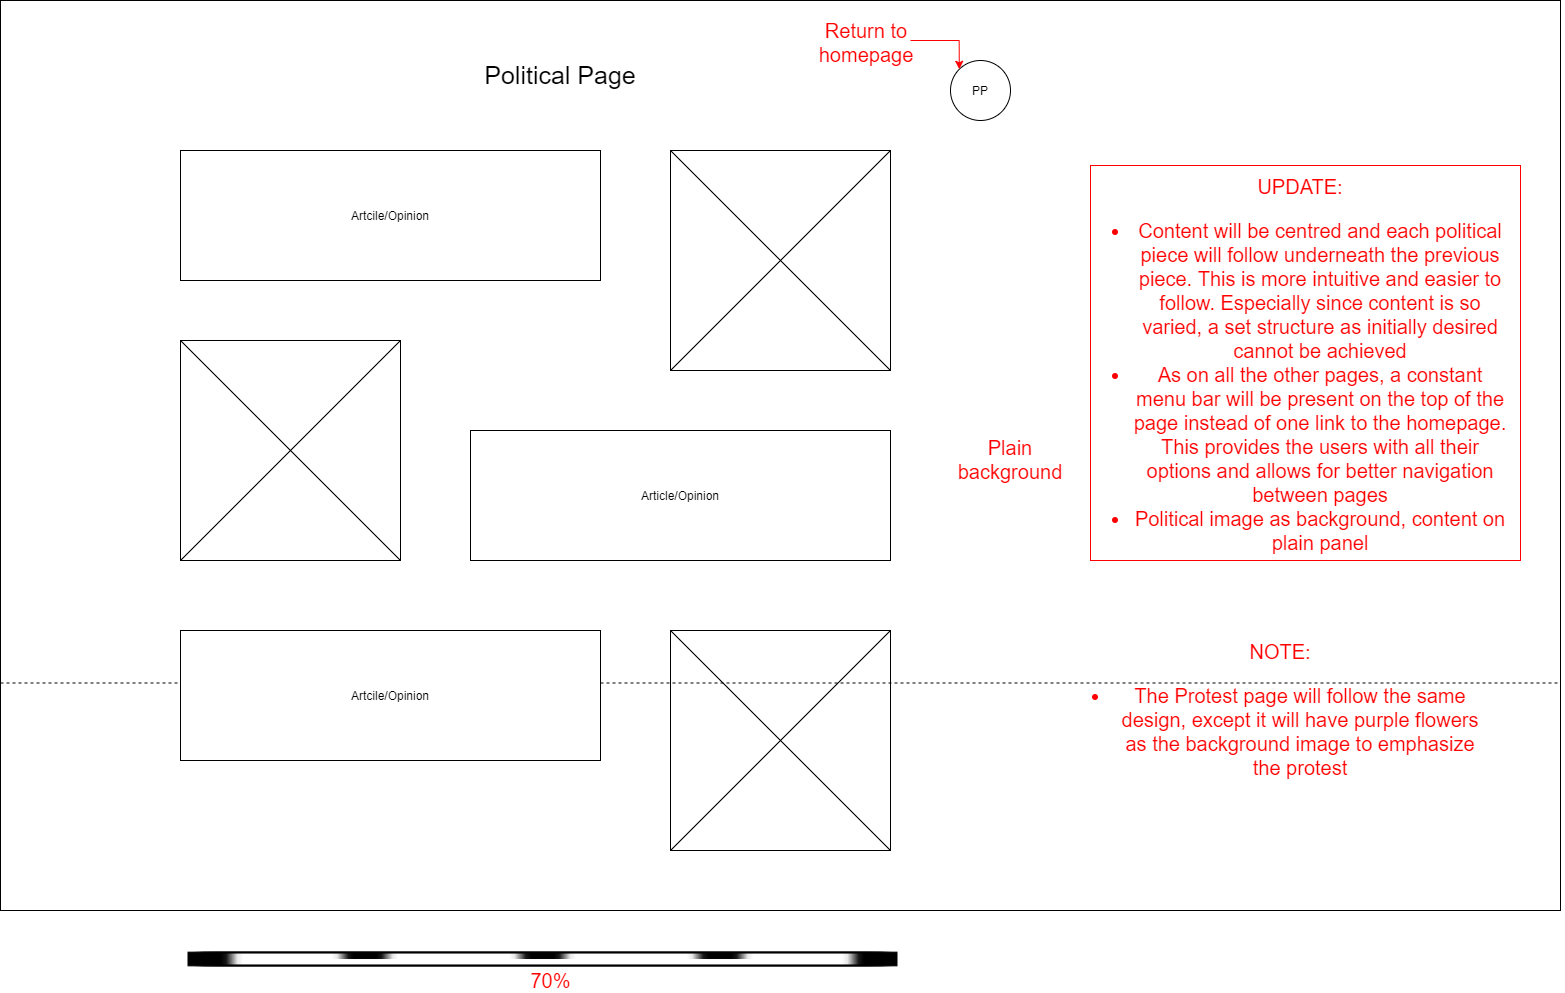 Return to
homepage
Political Page
PP
Artcile/Opinion
UPDATE:
• Content will be centred and each political
piece will follow underneath the previous
piece. This is more intuitive and easier to
follow. Especially since content is so
varied, a set structure as initially desired
cannot be achieved
• As on all the other pages, a constant
menu bar will be present on the top of the
page instead of one link to the homepage.
This provides the users with all their
options and allows for better navigation
between pages
• Political image as background, content on
plain panel
Plain
background
Article/Opinion
Artcile/Opinion
NOTE:
• The Protest page will follow the same
design, except it will have purple flowers
as the background image to emphasize
the protest
70%